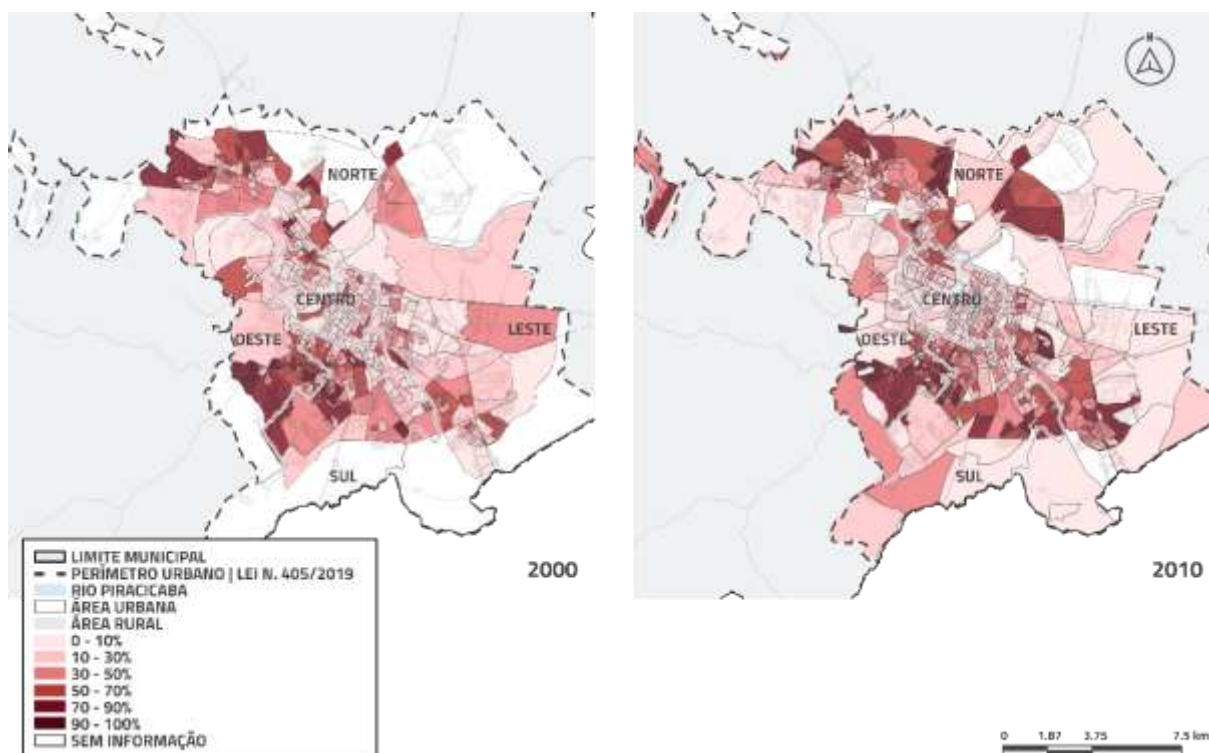 N
NORTE
CENTRO
OESTE
LESTE
SUL
2000
NORTE
CENTRO
OESTE
LESTE
SUL
2010
LIMITE MUNICIPAL
PERÍMETRO URBANO | LEI N. 405/2019
RIO PIRACICABA
ÁREA URBANA
ÁREA RURAL
0 - 10%
10 - 30%
30 - 50%
50 - 70%
70 - 90%
90 - 100%
SEM INFORMAÇÃO
0 1.87 3.75 7.5 km